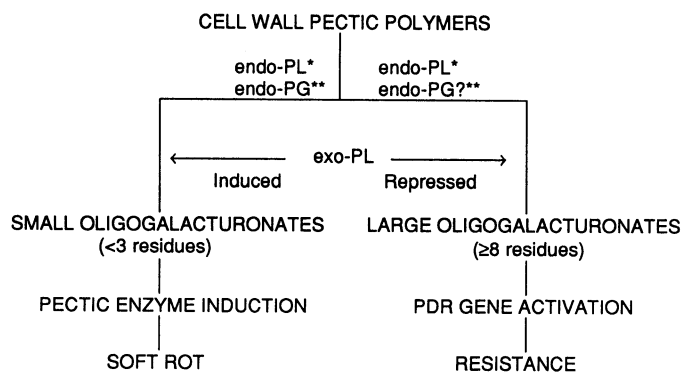 CELL WALL PECTIC POLYMERS
endo-PL* endo-PL*
endo-PG** endo-PG?**
exo-PL
Induced Repressed
SMALL OLIGOGALACTURONATES LARGE OLIGOGALACTURONATES
(<3 residues) (≥8 residues)
PECTIC ENZYME INDUCTION PDR GENE ACTIVATION
SOFT ROT RESISTANCE